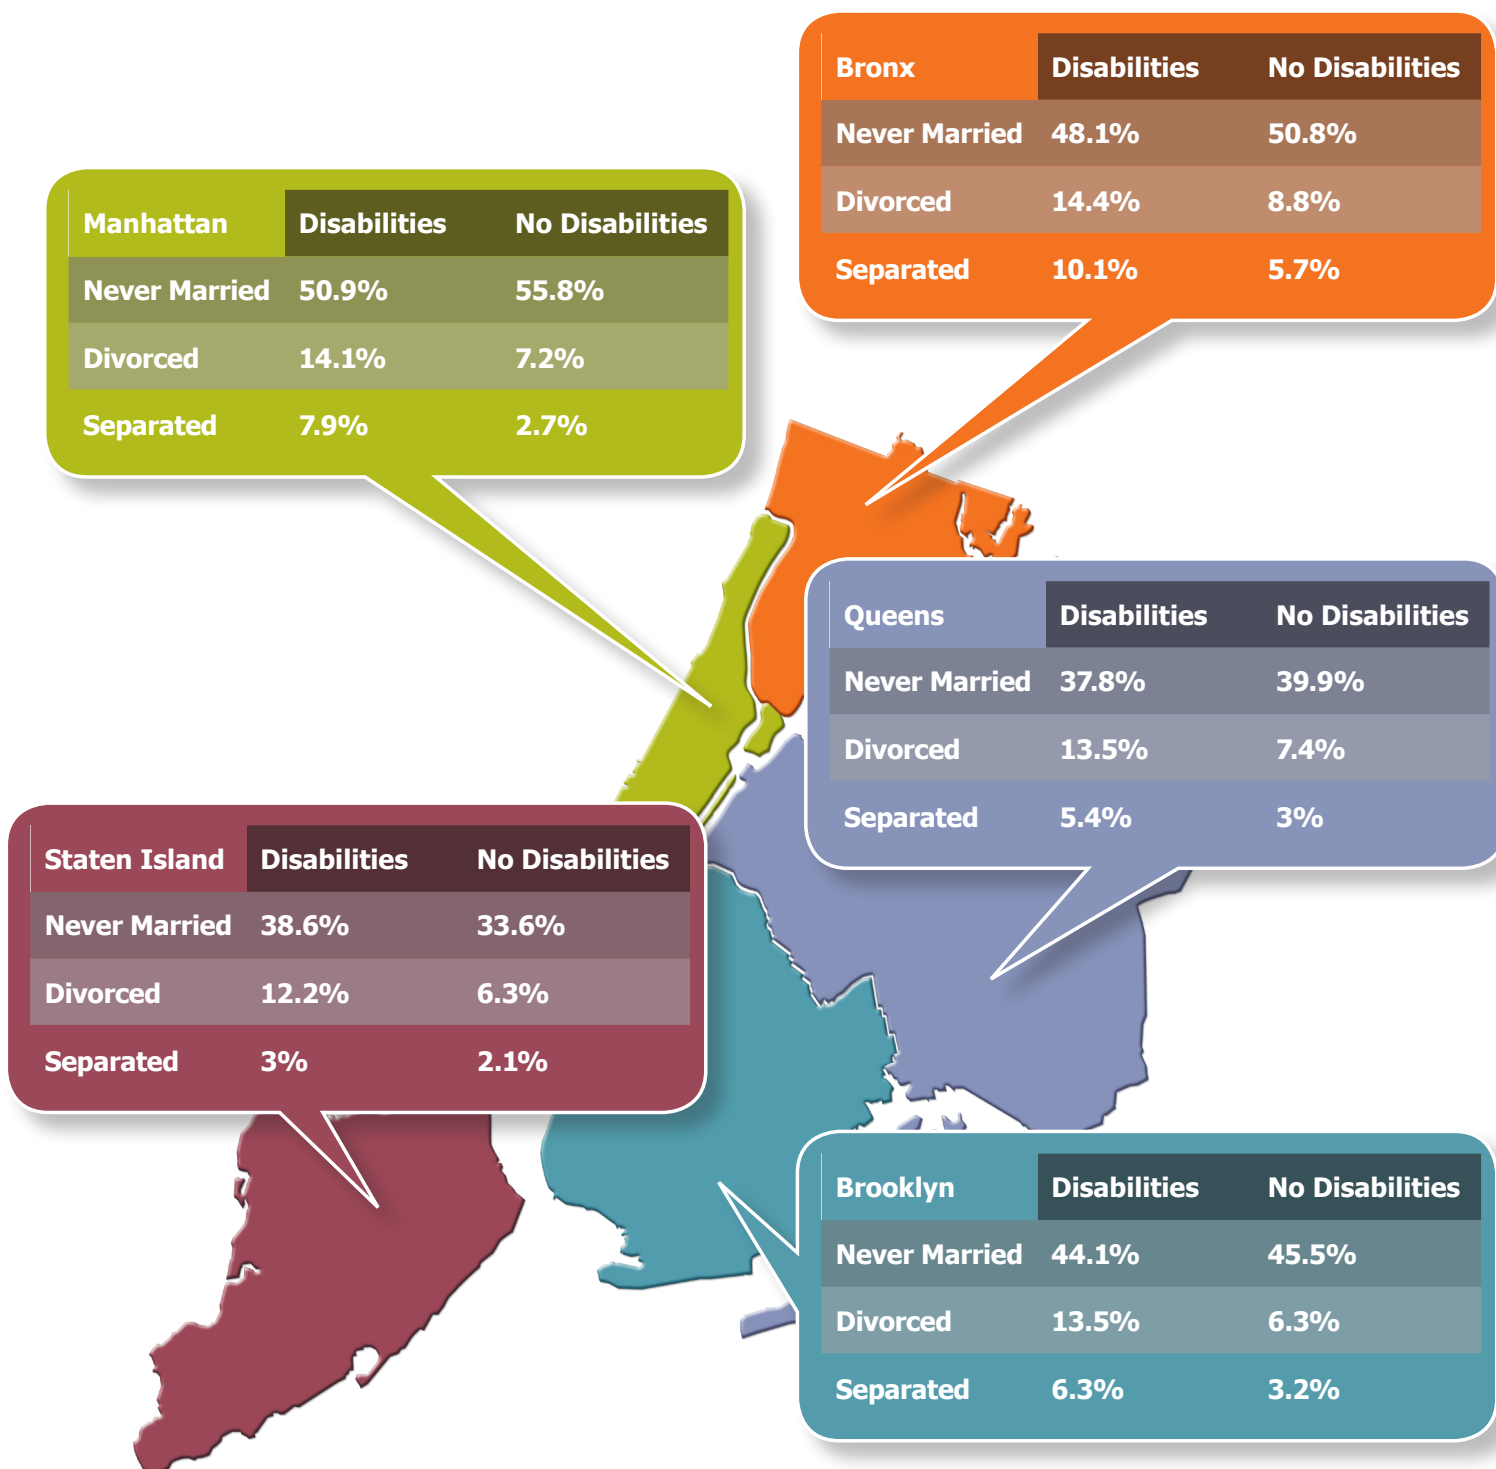 Bronx Disabilities No Disabilities
Never Married 48.1% 50.8%
Divorced 14.4% 8.8%
Separated 10.1% 5.7%
Manhattan Disabilities No Disabilities
Never Married 50.9% 55.8%
Divorced 14.1% 7.2%
Separated 7.9% 2.7%
Queens Disabilities No Disabilities
Never Married 37.8% 39.9%
Divorced 13.5% 7.4%
Separated 5.4% 3%
Staten Island Disabilities No Disabilities
Never Married 38.6% 33.6%
Divorced 12.2% 6.3%
Separated 3% 2.1%
Brooklyn Disabilities No Disabilities
Never Married 44.1% 45.5%
Divorced 13.5% 6.3%
Separated 6.3% 3.2%